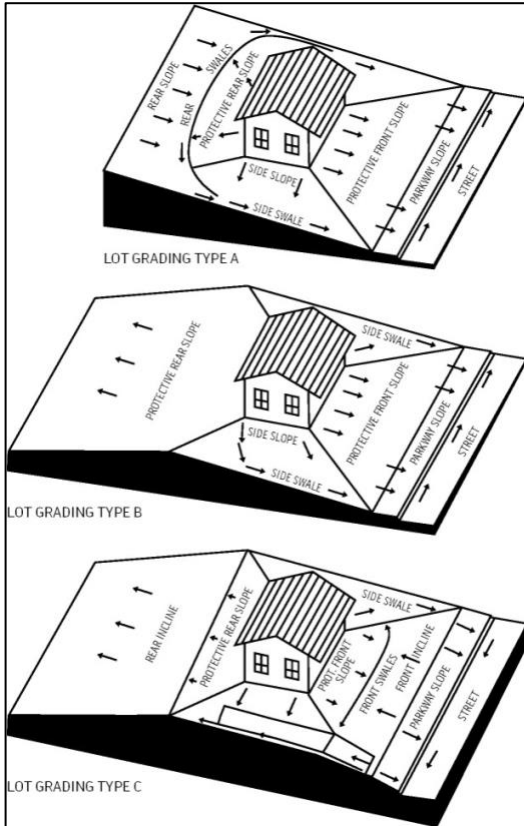 REAR SLOPE
SWALES
REAR
PROTECTIVE REAR SLOPE
SIDE SLOPE
SIDE SWALE
PROTECTIVE FRONT SLOPE
PARKWAY SLOPE
STREET
LOT GRADING TYPE A
PROTECTIVE REAR SLOPE
SIDE SWALE
SIDE SLOPE
SIDE SWALE
PROTECTIVE FRONT SLOPE
PARKWAY SLOPE
STREET
LOT GRADING TYPE B
REAR INCLINE
PROTECTIVE REAR SLOPE
SIDE SWALE
PROT. FRONT
SLOPE
FRONT SWALES
FRONT INCLINE
PARKWAY SLOPE
STREET
LOT GRADING TYPE C